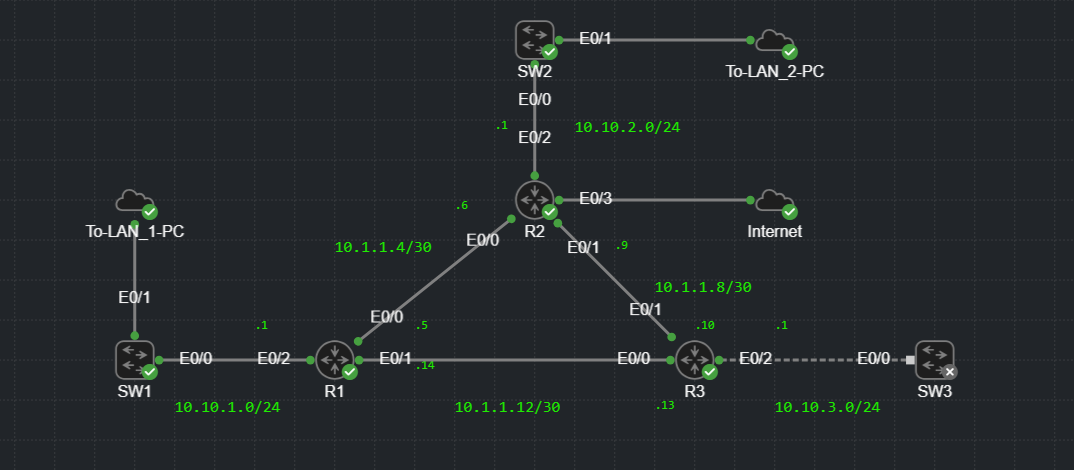 E0/1
SW2
To-LAN_2-PC
E0/0
.1
10.10.2.0/24
E0/2
E0/3
.6
To-LAN_1-PC
R2
Internet
E0/0
E0/1
.9
10.1.1.4/30
10.1.1.8/30
E0/1
E0/0
E0/1
.1
.5
.10
.1
E0/0
E0/2
E0/1
.14
E0/0
E0/2
E0/0
SW1
R1
R3
SW3
10.10.1.0/24
10.1.1.12/30
.13
10.10.3.0/24